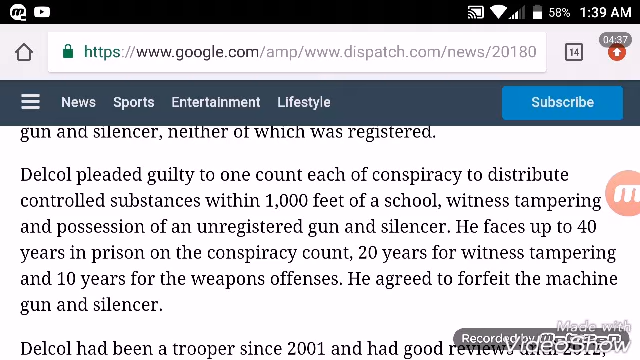 58% 1:39 AM
https://www.google.com/amp/www.dispatch.com/news/20180
14
04:37
News Sports Entertainment Lifestyle Subscribe
gun and silencer, neither of which was registered.
Delcol pleaded guilty to one count each of conspiracy to distribute
controlled substances within 1,000 feet of a school, witness tampering
and possession of an unregistered gun and silencer. He faces up to 40
years in prison on the conspiracy count, 20 years for witness tampering
and 10 years for the weapons offenses. He agreed to forfeit the machine
gun and silencer.
Made with
VideoShow
Recorded by
Delcol had been a trooper since 2001 and had good